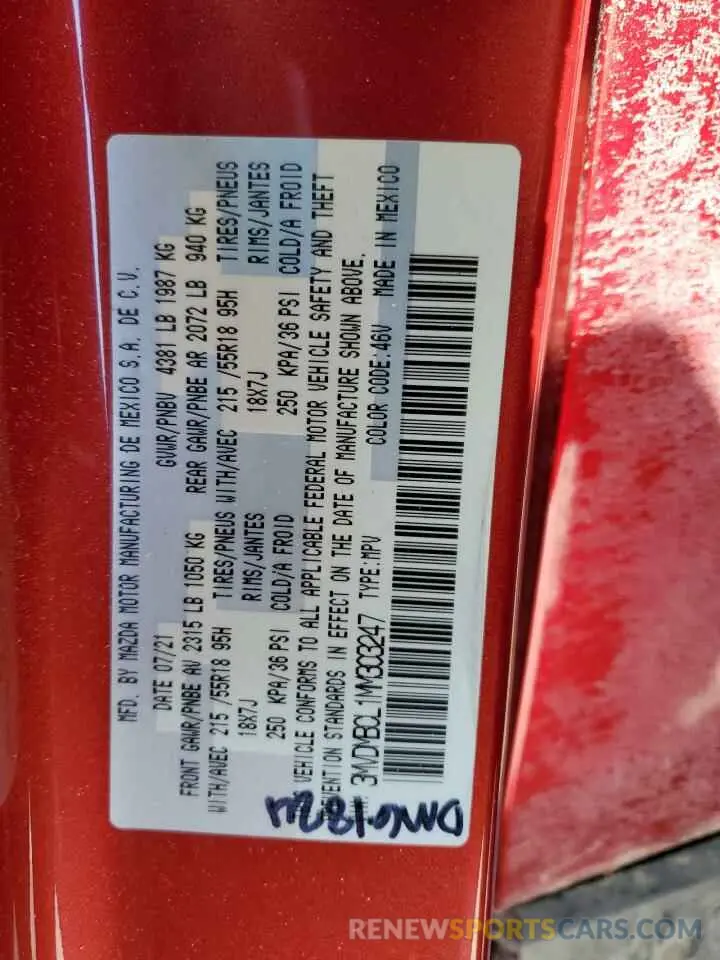 MFD. BY MAZDA MOTOR MANUFACTURING DE MEXICO S.A. DE C.V.
DATE 07/21 GVWR/PNBV 4381 LB 1987 KG
FRONT GAWR/PNBE AV 2315 LB 1050 KG REAR GAWR/PNBE AR 2072 LB 940 KG
WITH/AVEC 215 /55R18 95H TIRES/PNEUS WITH/AVEC 215 /55R18 95H TIRES/PNEUS
18X7J RIMS/JANTES 18X7J RIMS/JANTES
250 KPA/36 PSI COLD/A FROID 250 KPA/36 PSI COLD/A FROID
VEHICLE CONFORMS TO ALL APPLICABLE FEDERAL MOTOR VEHICLE SAFETY AND THEFT
PREVENTION STANDARDS IN EFFECT ON THE DATE OF MANUFACTURE SHOWN ABOVE.
3MVDMBCL1MM303247 TYPE:MPV COLOR CODE:46V MADE IN MEXICO
RENEWSPORTSCARS.COM